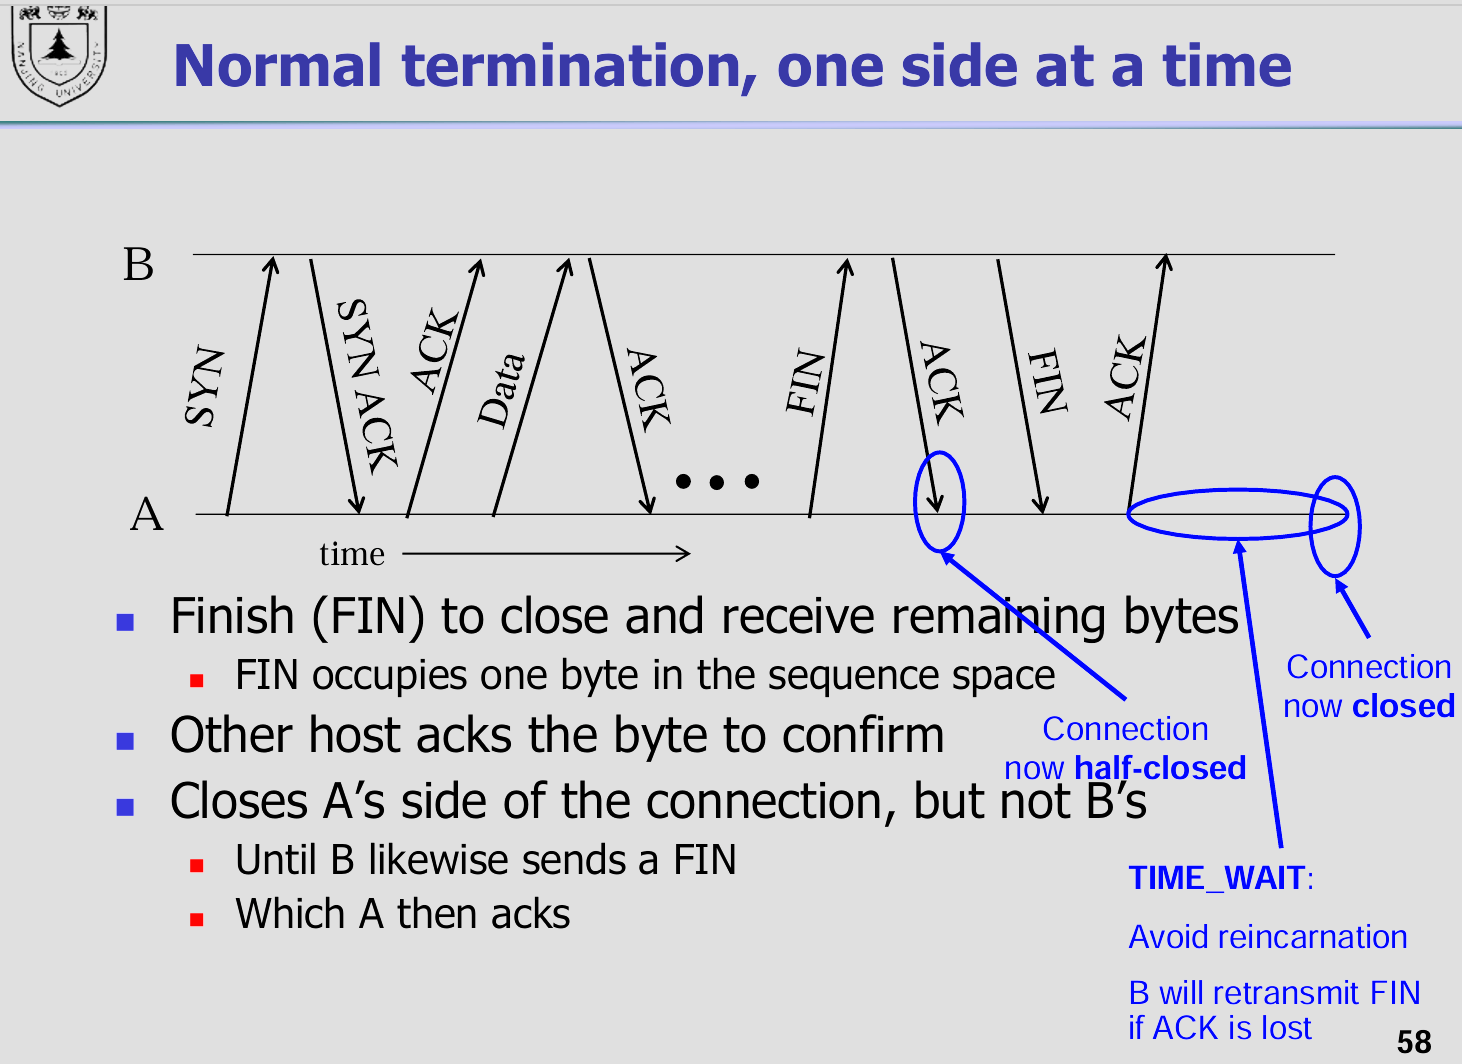 NANJING UNIVERSITY
Normal termination, one side at a time
B
SYN
SYN ACK
ACK
Data
ACK
FIN
ACK
FIN
ACK
A
time
■ Finish (FIN) to close and receive remaining bytes
■ FIN occupies one byte in the sequence space
■ Other host acks the byte to confirm
■ Closes A’s side of the connection, but not B’s
■ Until B likewise sends a FIN
■ Which A then acks
Connection
now half-closed
Connection
now closed
TIME_WAIT:
Avoid reincarnation
B will retransmit FIN
if ACK is lost
58